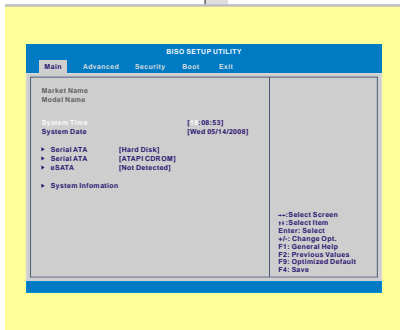 BISO SETUP UTILITY
Main Advanced Security Boot Exit
Market Name
Model Name
System Time [ :08:53]
System Date [Wed 05/14/2008]
Serial ATA [Hard Disk]
Serial ATA [ATAPI CDROM]
eSATA [Not Detected]
System Infomation
↔:Select Screen
↑↓:Select Item
Enter: Select
+/-: Change Opt.
F1: General Help
F2: Previous Values
F9: Optimized Default
F4: Save